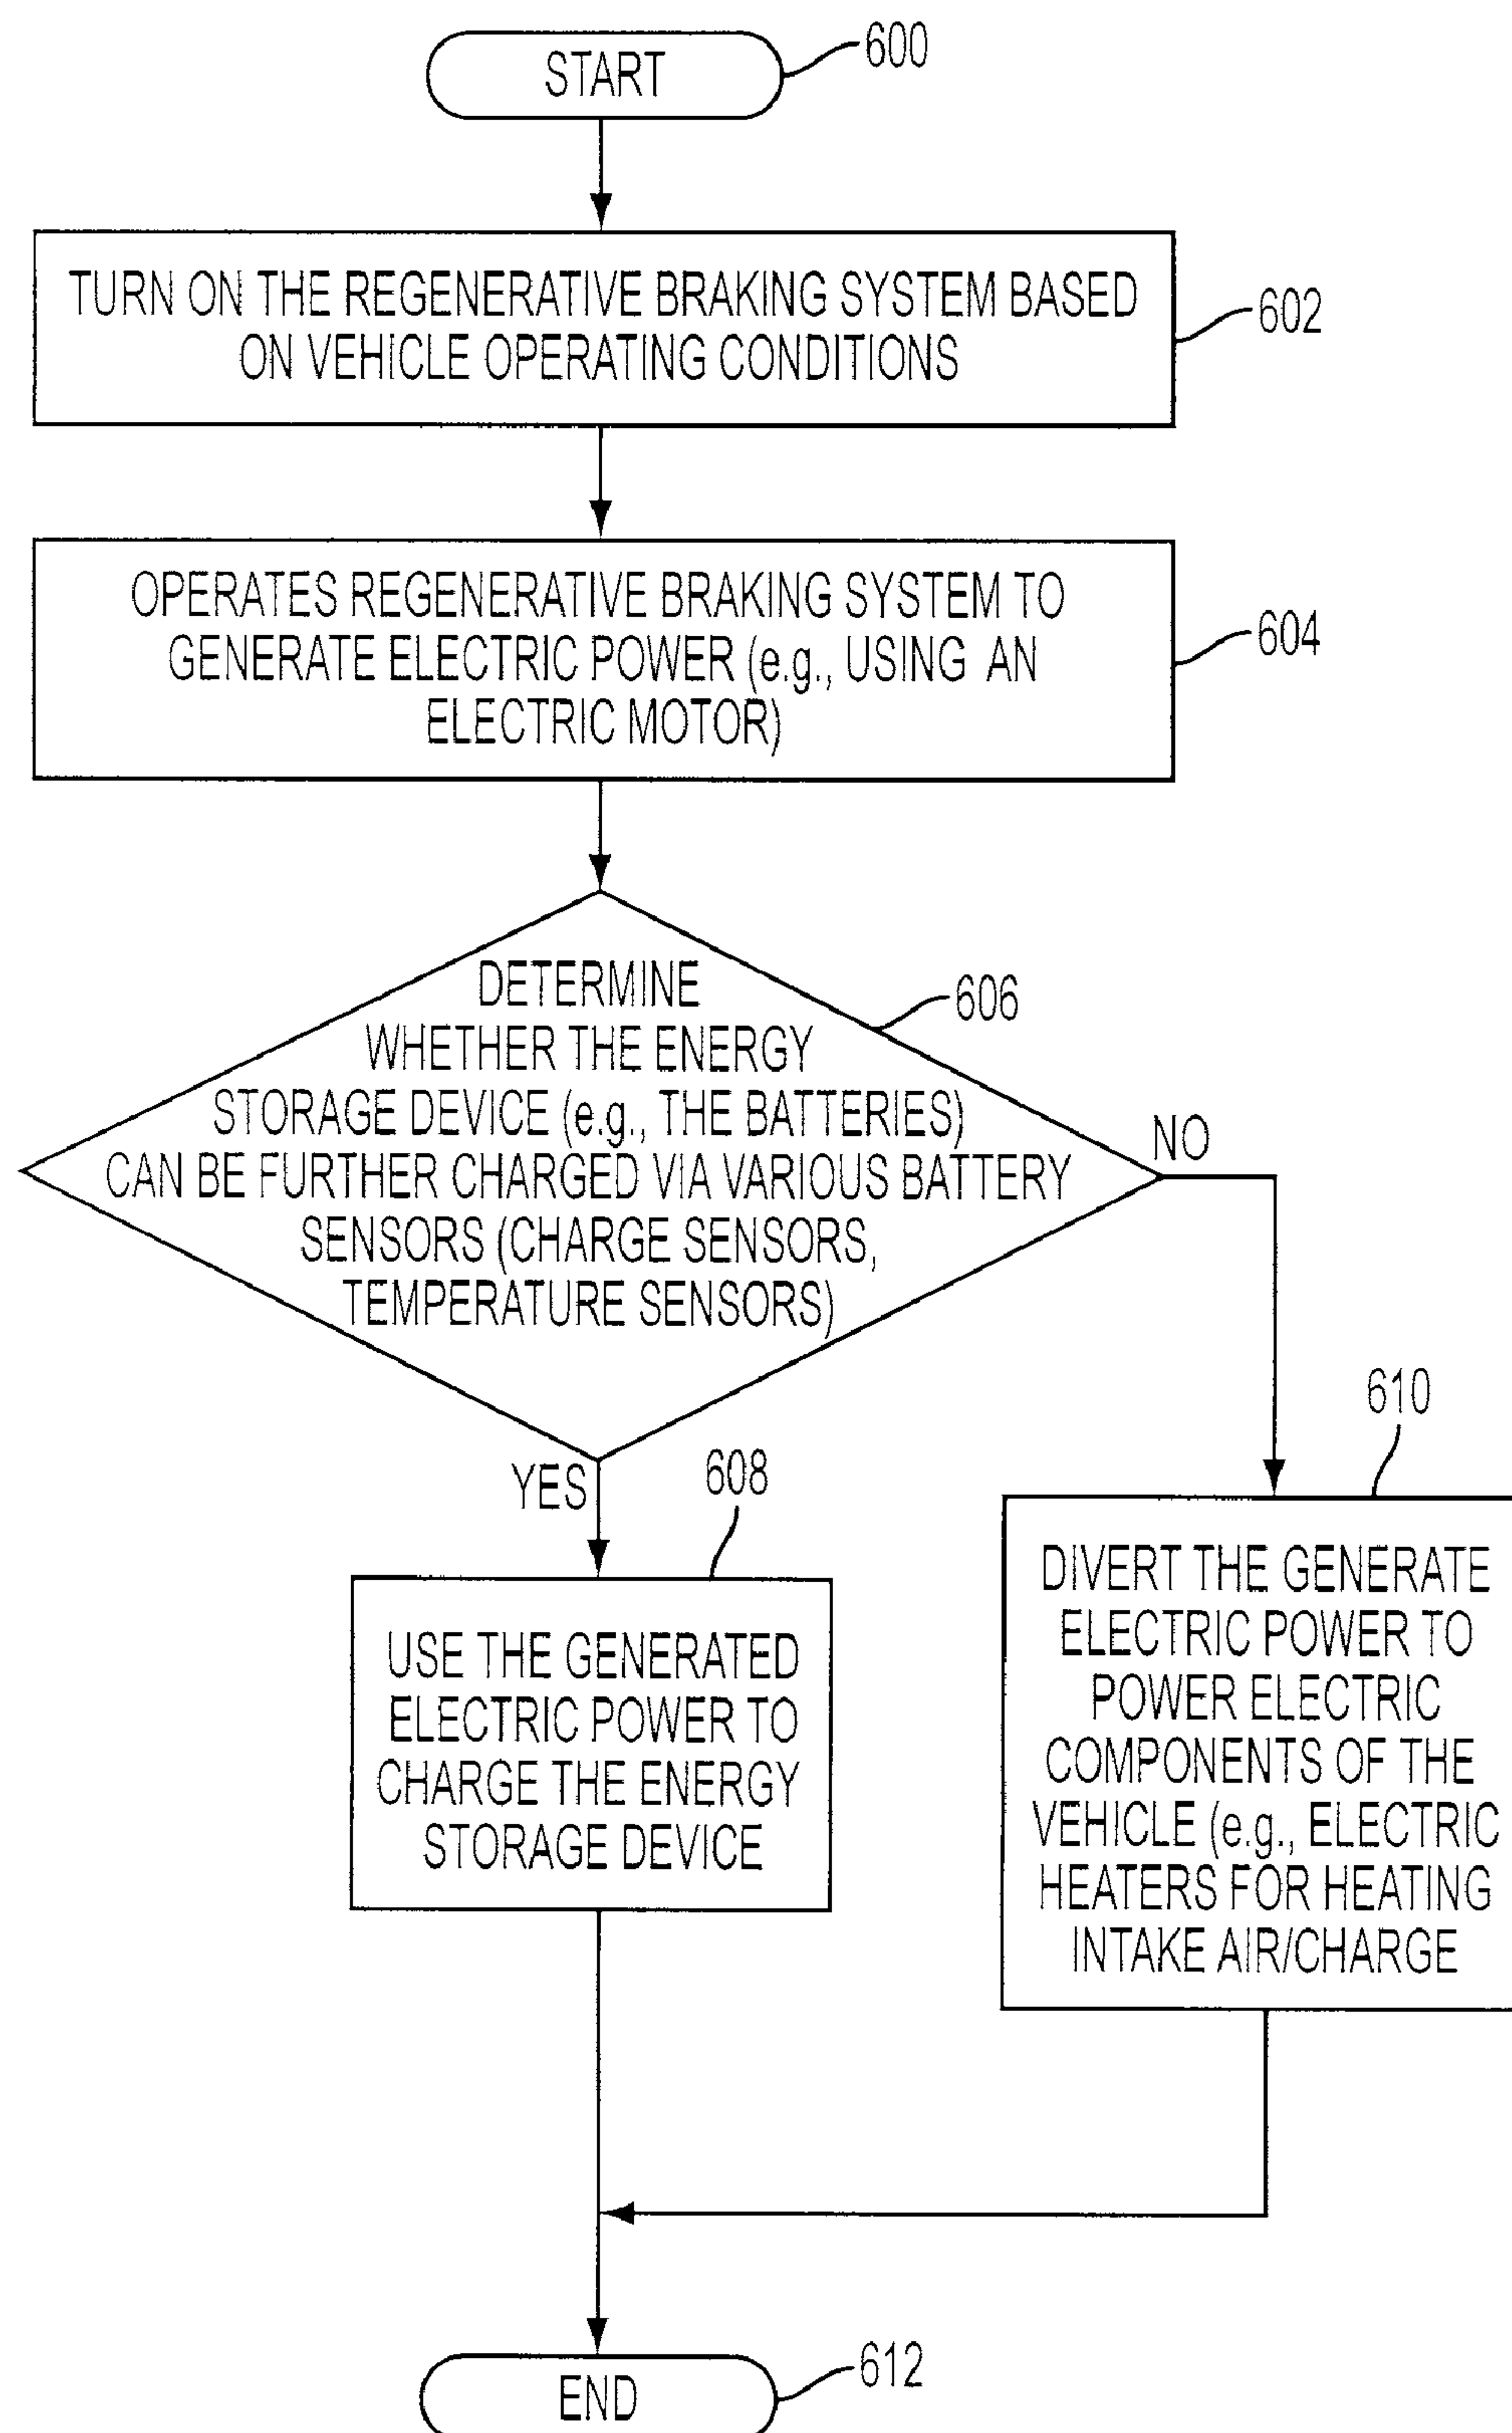 START
600
TURN ON THE REGENERATIVE BRAKING SYSTEM BASED
ON VEHICLE OPERATING CONDITIONS
602
OPERATES REGENERATIVE BRAKING SYSTEM TO
GENERATE ELECTRIC POWER (e.g., USING AN
ELECTRIC MOTOR)
604
DETERMINE
WHETHER THE ENERGY
STORAGE DEVICE (e.g., THE BATTERIES)
CAN BE FURTHER CHARGED VIA VARIOUS BATTERY
SENSORS (CHARGE SENSORS,
TEMPERATURE SENSORS)
606
NO
YES
608
USE THE GENERATED
ELECTRIC POWER TO
CHARGE THE ENERGY
STORAGE DEVICE
610
DIVERT THE GENERATE
ELECTRIC POWER TO
POWER ELECTRIC
COMPONENTS OF THE
VEHICLE (e.g., ELECTRIC
HEATERS FOR HEATING
INTAKE AIR/CHARGE
END
612